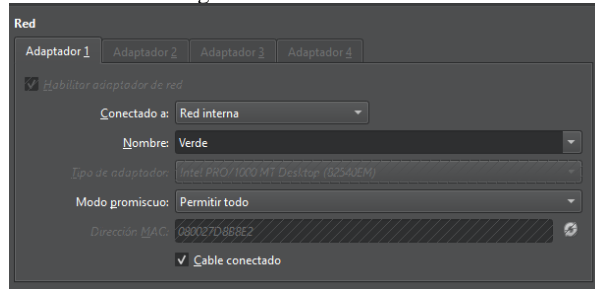 Red
Adaptador 1 Adaptador 2 Adaptador 3 Adaptador 4
Habilitar adaptador de red
Conectado a: Red interna
Nombre: Verde
Tipo de adaptador: Intel PRO/1000 MT Desktop (82540EM)
Modo promiscuo: Permitir todo
Dirección MAC: 080027D8B8E2
Cable conectado